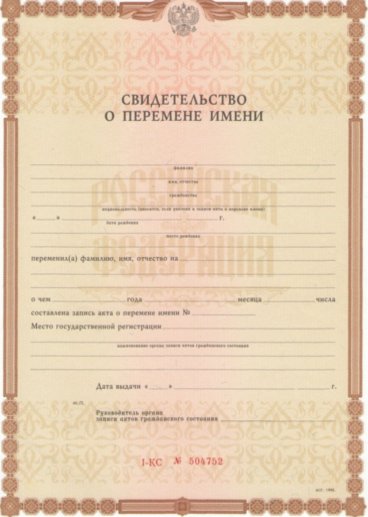 СВИДЕТЕЛЬСТВО
О ПЕРЕМЕНЕ ИМЕНИ
фамилия
имя, отчество
гражданство
национальность (вносится, если указана в записи акта о перемене имени)
« » г.
дата рождения
место рождения
РОССИЙСКАЯ
ФЕДЕРАЦИЯ
переменил(а) фамилию, имя, отчество на
о чем года месяца числа
составлена запись акта о перемене имени №
Место государственной регистрации
наименование органа записи актов гражданского состояния
Дата выдачи « » г.
М.П.
Руководитель органа
записи актов гражданского состояния
I-КС № 504752